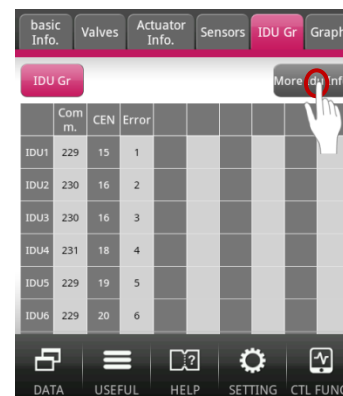 basic Info. Valves Actuator Info. Sensors IDU Gr Graph
IDU Gr More Idu Inf
Com m. CEN Error
IDU1 229 15 1
IDU2 230 16 2
IDU3 230 16 3
IDU4 231 18 4
IDU5 229 19 5
IDU6 229 20 6
DATA USEFUL HELP SETTING CTL FUNC